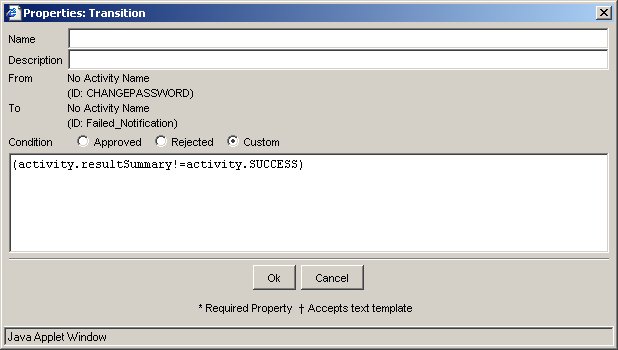 Properties: Transition
Name
Description
From No Activity Name
(ID: CHANGEPASSWORD)
To No Activity Name
(ID: Failed_Notification)
Condition Approved Rejected Custom
(activity.resultSummary!=activity.SUCCESS)
Ok Cancel
* Required Property † Accepts text template
Java Applet Window